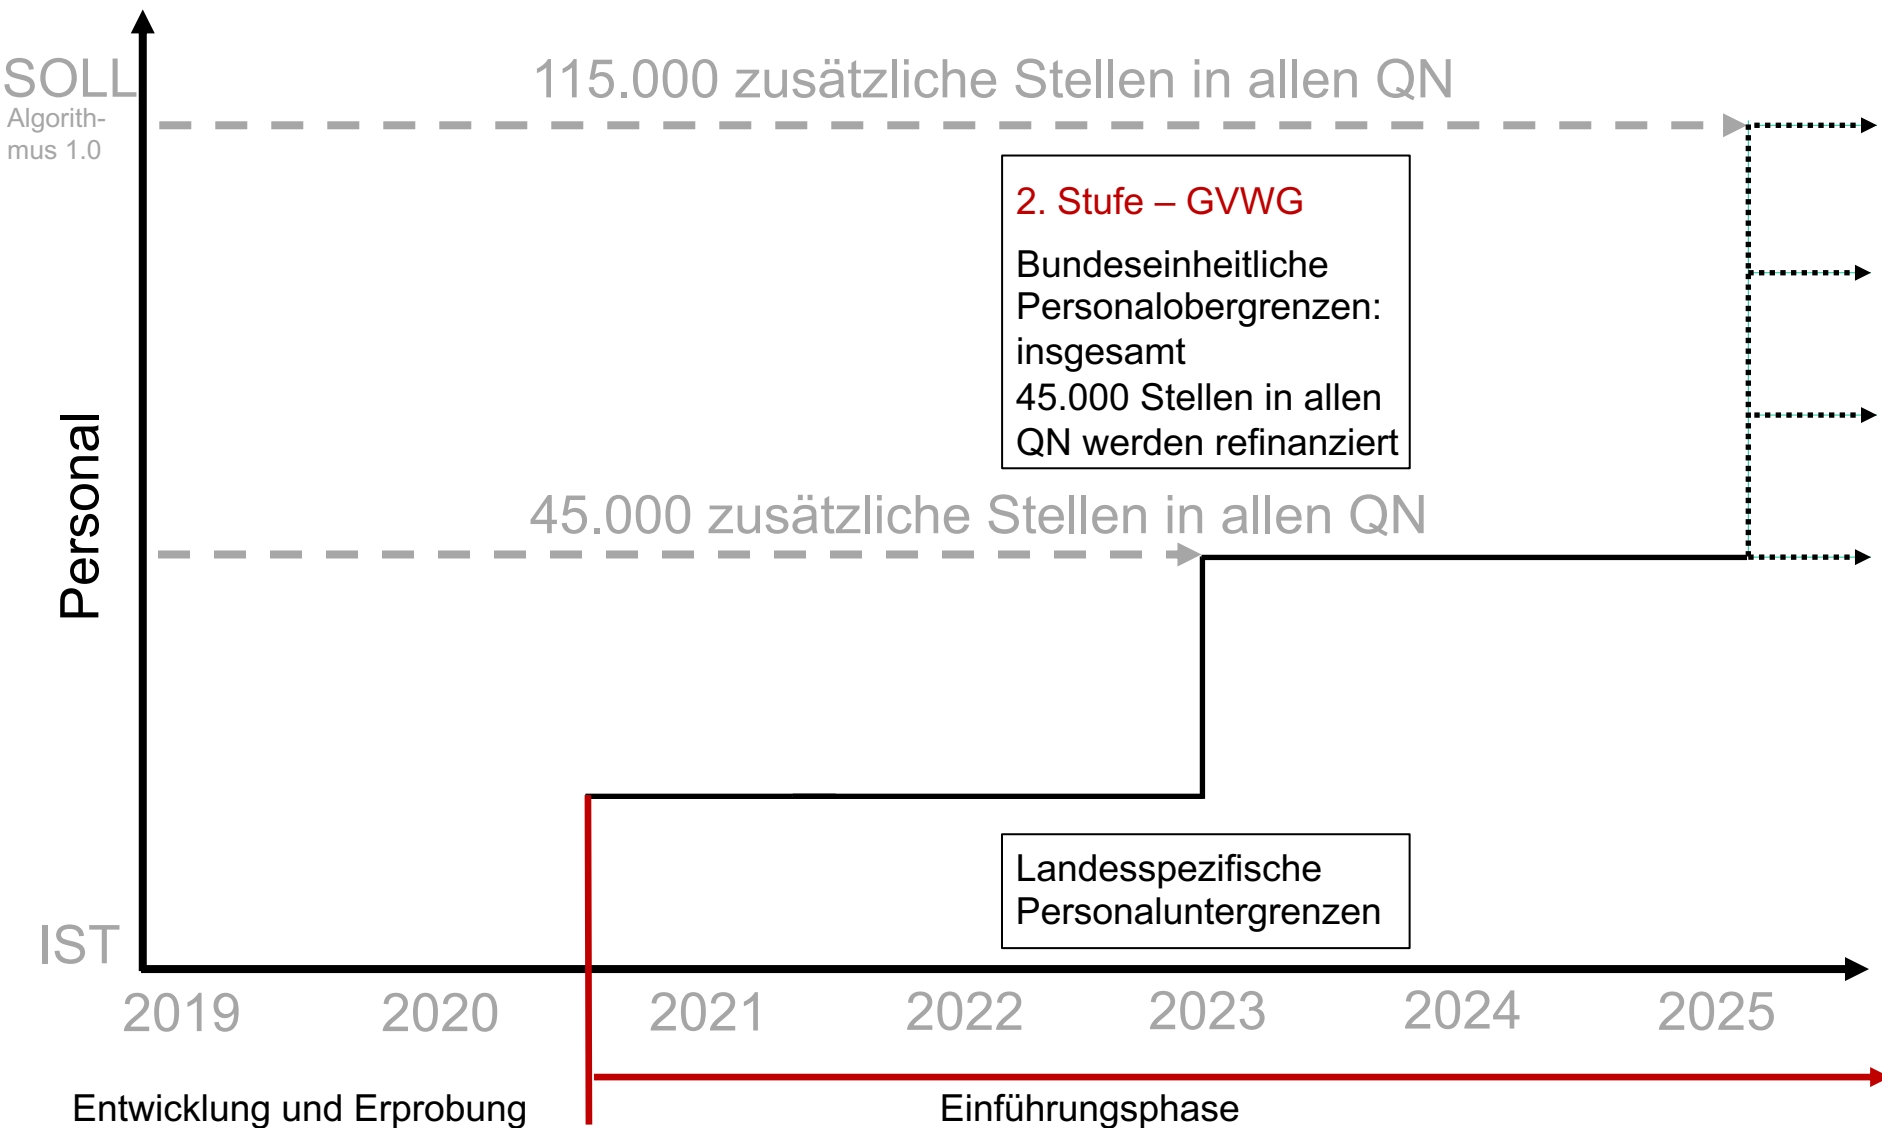 SOLL
Algorith-
mus 1.0
115.000 zusätzliche Stellen in allen QN
2. Stufe – GVWG
Bundeseinheitliche
Personalobergrenzen:
insgesamt
45.000 Stellen in allen
QN werden refinanziert
45.000 zusätzliche Stellen in allen QN
Personal
Landesspezifische
Personaluntergrenzen
IST
2019 2020 2021 2022 2023 2024 2025
Entwicklung und Erprobung Einführungsphase